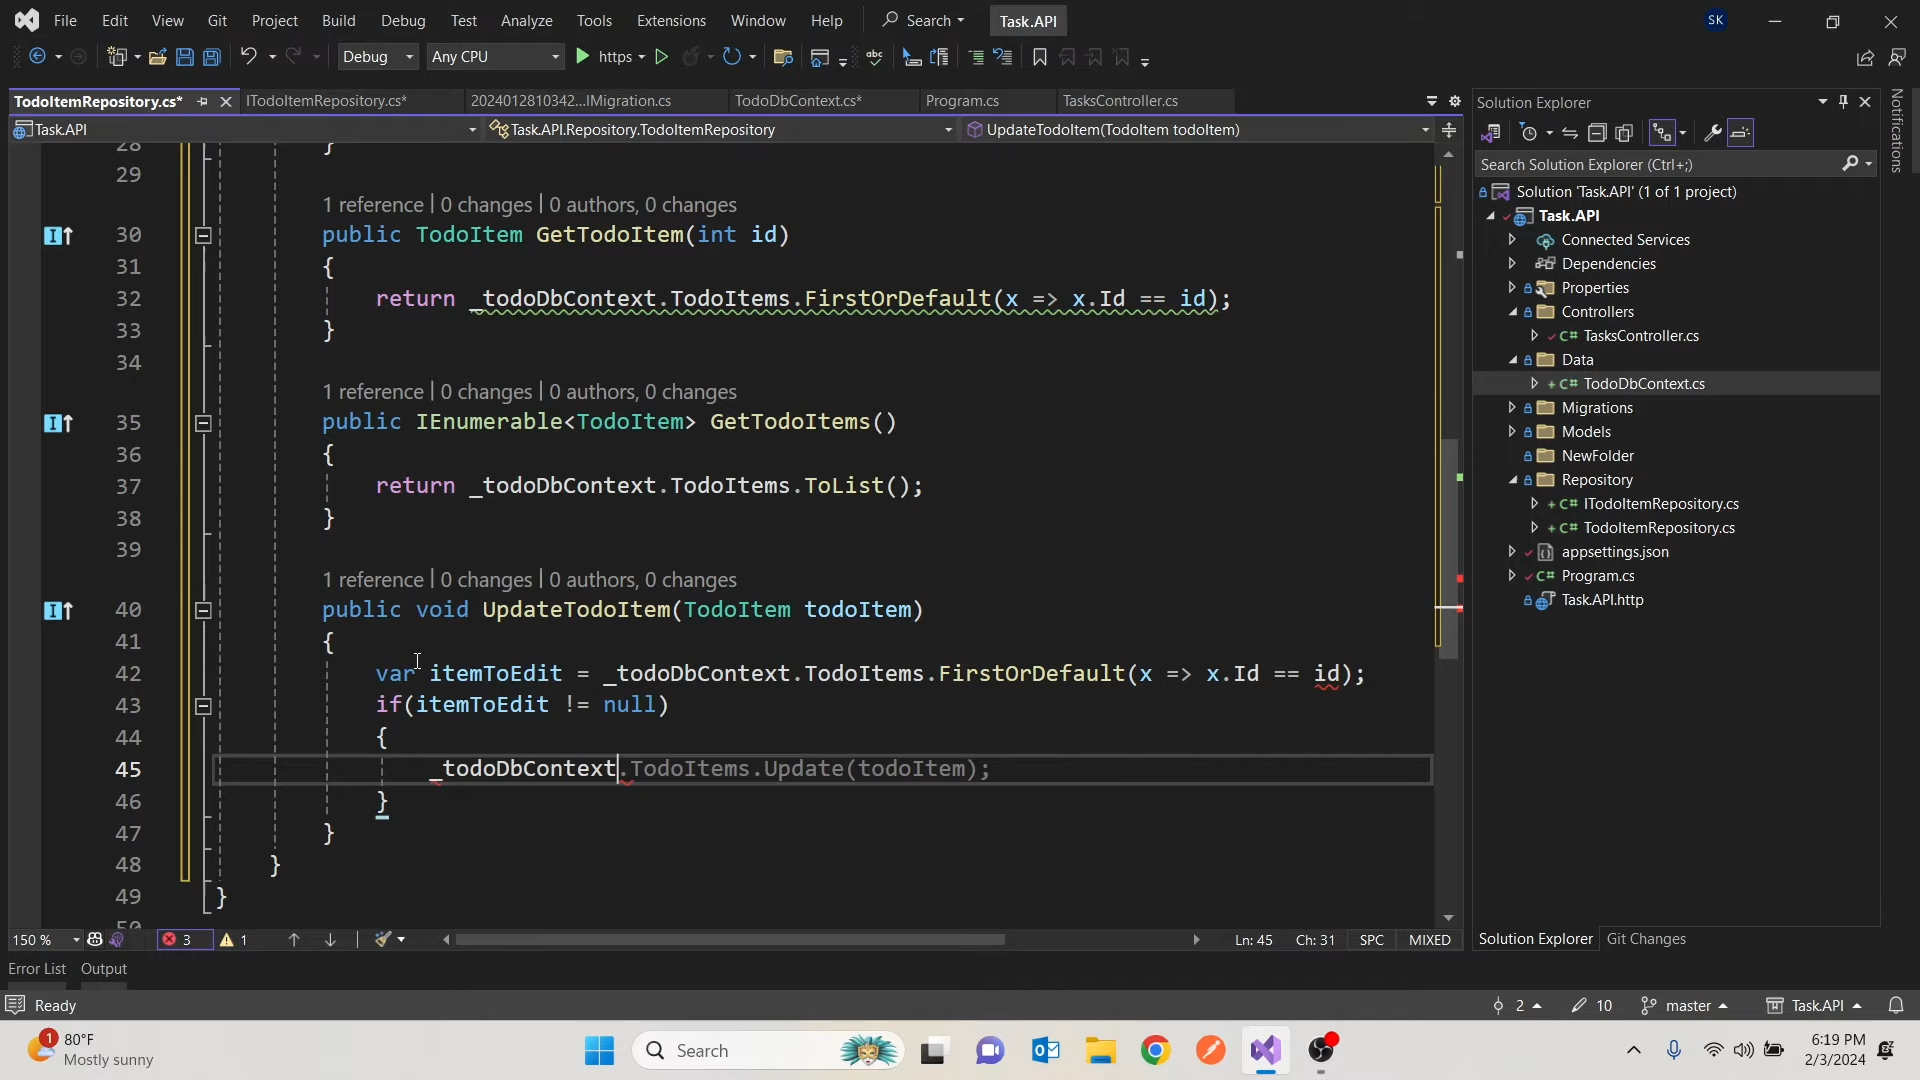 File Edit View Git Project Build Debug Test Analyze Tools Extensions Window Help Search Task.API SK
Debug Any CPU https
TodoItemRepository.cs* ITodoItemRepository.cs* 2024012810342...IMigration.cs TodoDbContext.cs* Program.cs TasksController.cs
Task.API Task.API.Repository.TodoItemRepository UpdateTodoItem(TodoItem todoItem)
28 }
29
1 reference | 0 changes | 0 authors, 0 changes
30 public TodoItem GetTodoItem(int id)
31 {
32 return _todoDbContext.TodoItems.FirstOrDefault(x => x.Id == id);
33 }
34
1 reference | 0 changes | 0 authors, 0 changes
35 public IEnumerable<TodoItem> GetTodoItems()
36 {
37 return _todoDbContext.TodoItems.ToList();
38 }
39
1 reference | 0 changes | 0 authors, 0 changes
40 public void UpdateTodoItem(TodoItem todoItem)
41 {
42 var itemToEdit = _todoDbContext.TodoItems.FirstOrDefault(x => x.Id == id);
43 if(itemToEdit != null)
44 {
45 _todoDbContext.TodoItems.Update(todoItem);
46 }
47 }
48 }
49 }
50
150 % 3 1 Ln: 45 Ch: 31 SPC MIXED
Solution Explorer
Search Solution Explorer (Ctrl+;)
Solution 'Task.API' (1 of 1 project)
Task.API
Connected Services
Dependencies
Properties
Controllers
C# TasksController.cs
Data
C# TodoDbContext.cs
Migrations
Models
NewFolder
Repository
C# ITodoItemRepository.cs
C# TodoItemRepository.cs
appsettings.json
C# Program.cs
Task.API.http
Solution Explorer Git Changes
Notifications
Error List Output
Ready 2 10 master Task.API
1 80°F
Mostly sunny
Search
6:19 PM
2/3/2024